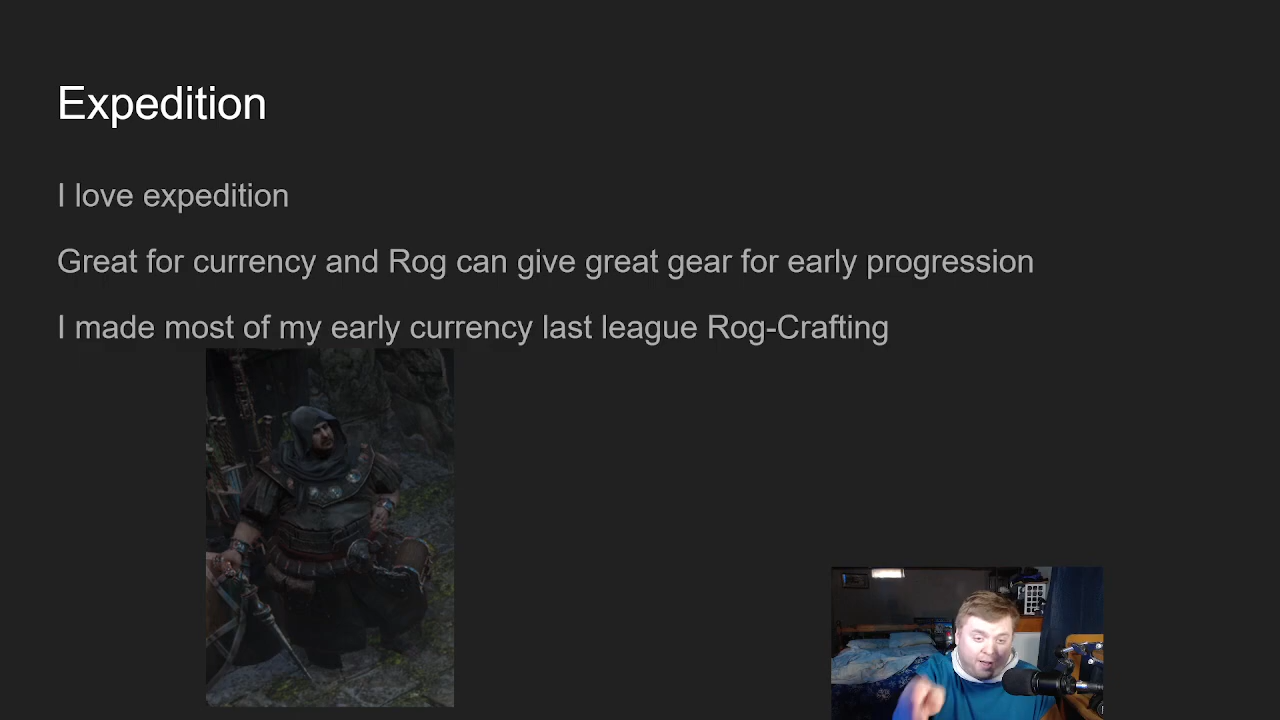 Expedition
I love expedition
Great for currency and Rog can give great gear for early progression
I made most of my early currency last league Rog-Crafting